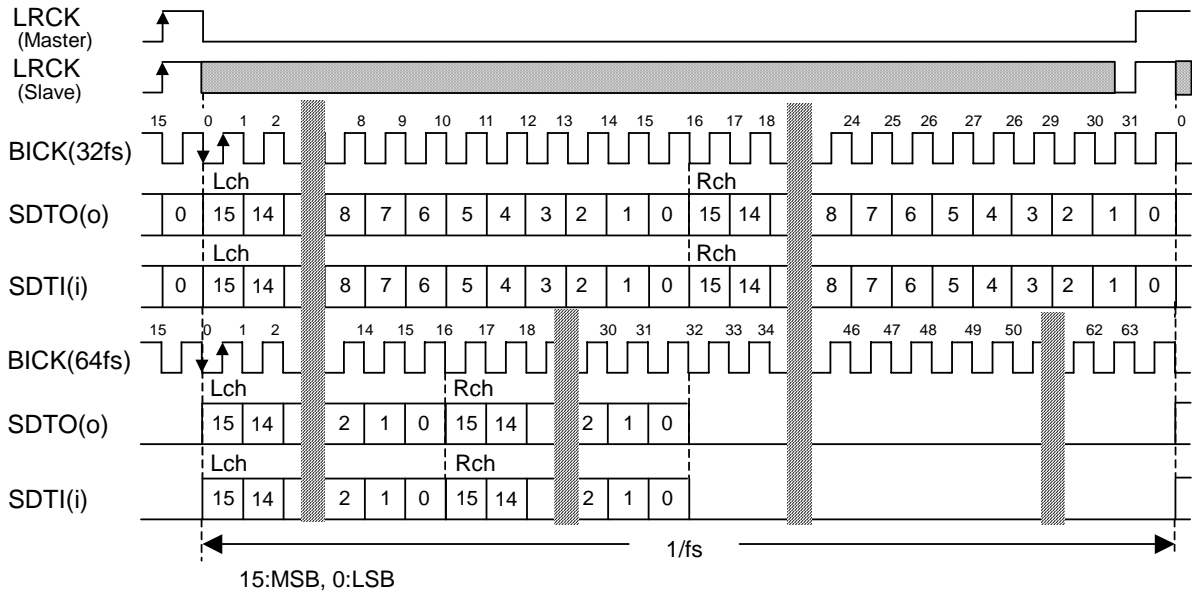 LRCK
(Master)
LRCK
(Slave)
15 0 1 2 8 9 10 11 12 13 14 15 16 17 18 24 25 26 27 26 29 30 31 0
BICK(32fs)
Lch Rch
SDTO(o) 0 15 14 8 7 6 5 4 3 2 1 0 15 14 8 7 6 5 4 3 2 1 0
Lch Rch
SDTI(i) 0 15 14 8 7 6 5 4 3 2 1 0 15 14 8 7 6 5 4 3 2 1 0
15 0 1 2 14 15 16 17 18 30 31 32 33 34 46 47 48 49 50 62 63
BICK(64fs)
Lch Rch
SDTO(o) 15 14 2 1 0 15 14 2 1 0
Lch Rch
SDTI(i) 15 14 2 1 0 15 14 2 1 0
1/fs
15:MSB, 0:LSB